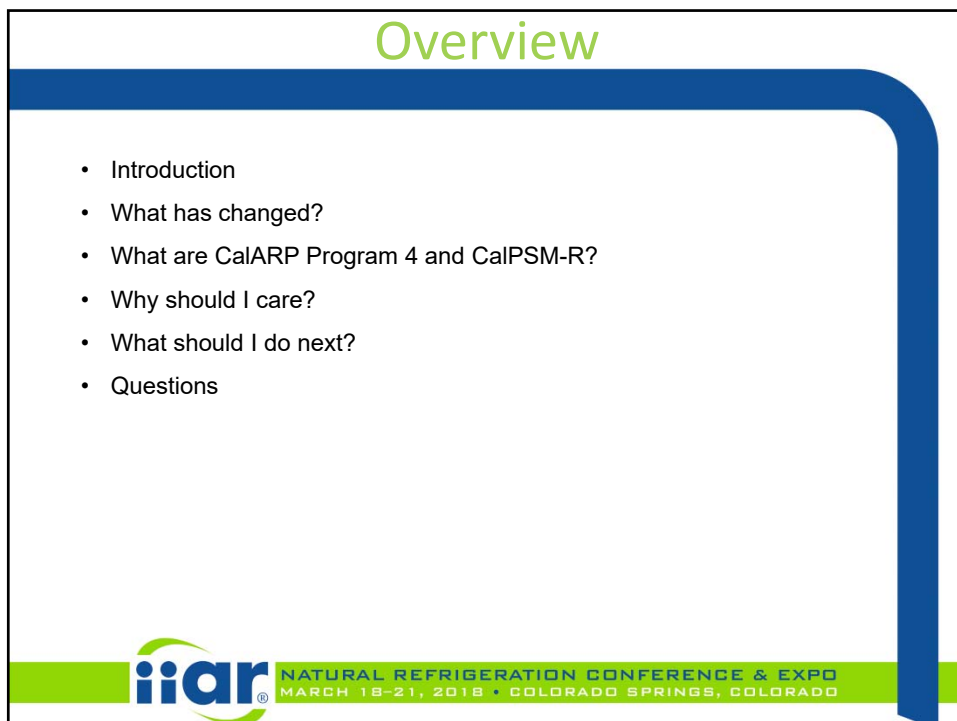 Overview
• Introduction
• What has changed?
• What are CalARP Program 4 and CalPSM-R?
• Why should I care?
• What should I do next?
• Questions
iiar® NATURAL REFRIGERATION CONFERENCE & EXPO
MARCH 18–21, 2018 • COLORADO SPRINGS, COLORADO